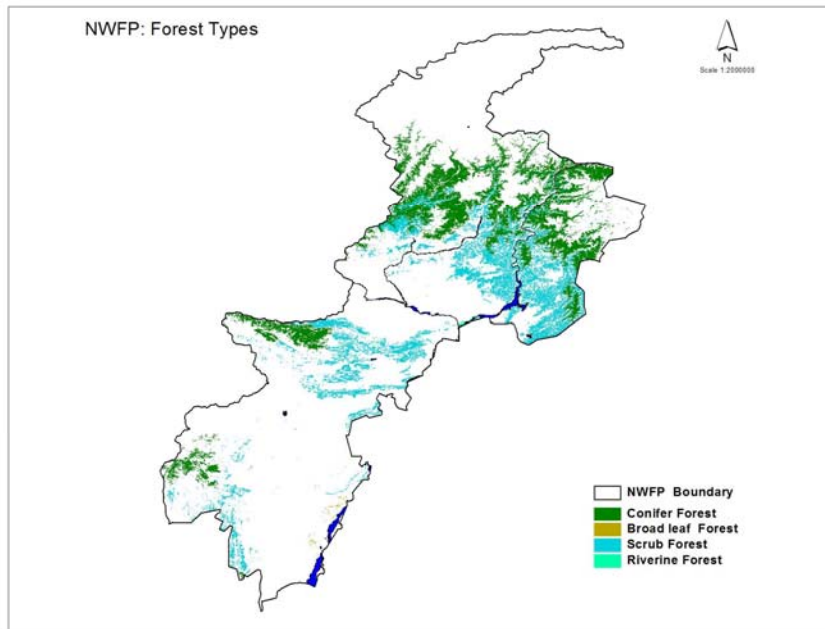 NWFP: Forest Types
N
Scale 1:2000000
NWFP Boundary
Conifer Forest
Broad leaf Forest
Scrub Forest
Riverine Forest